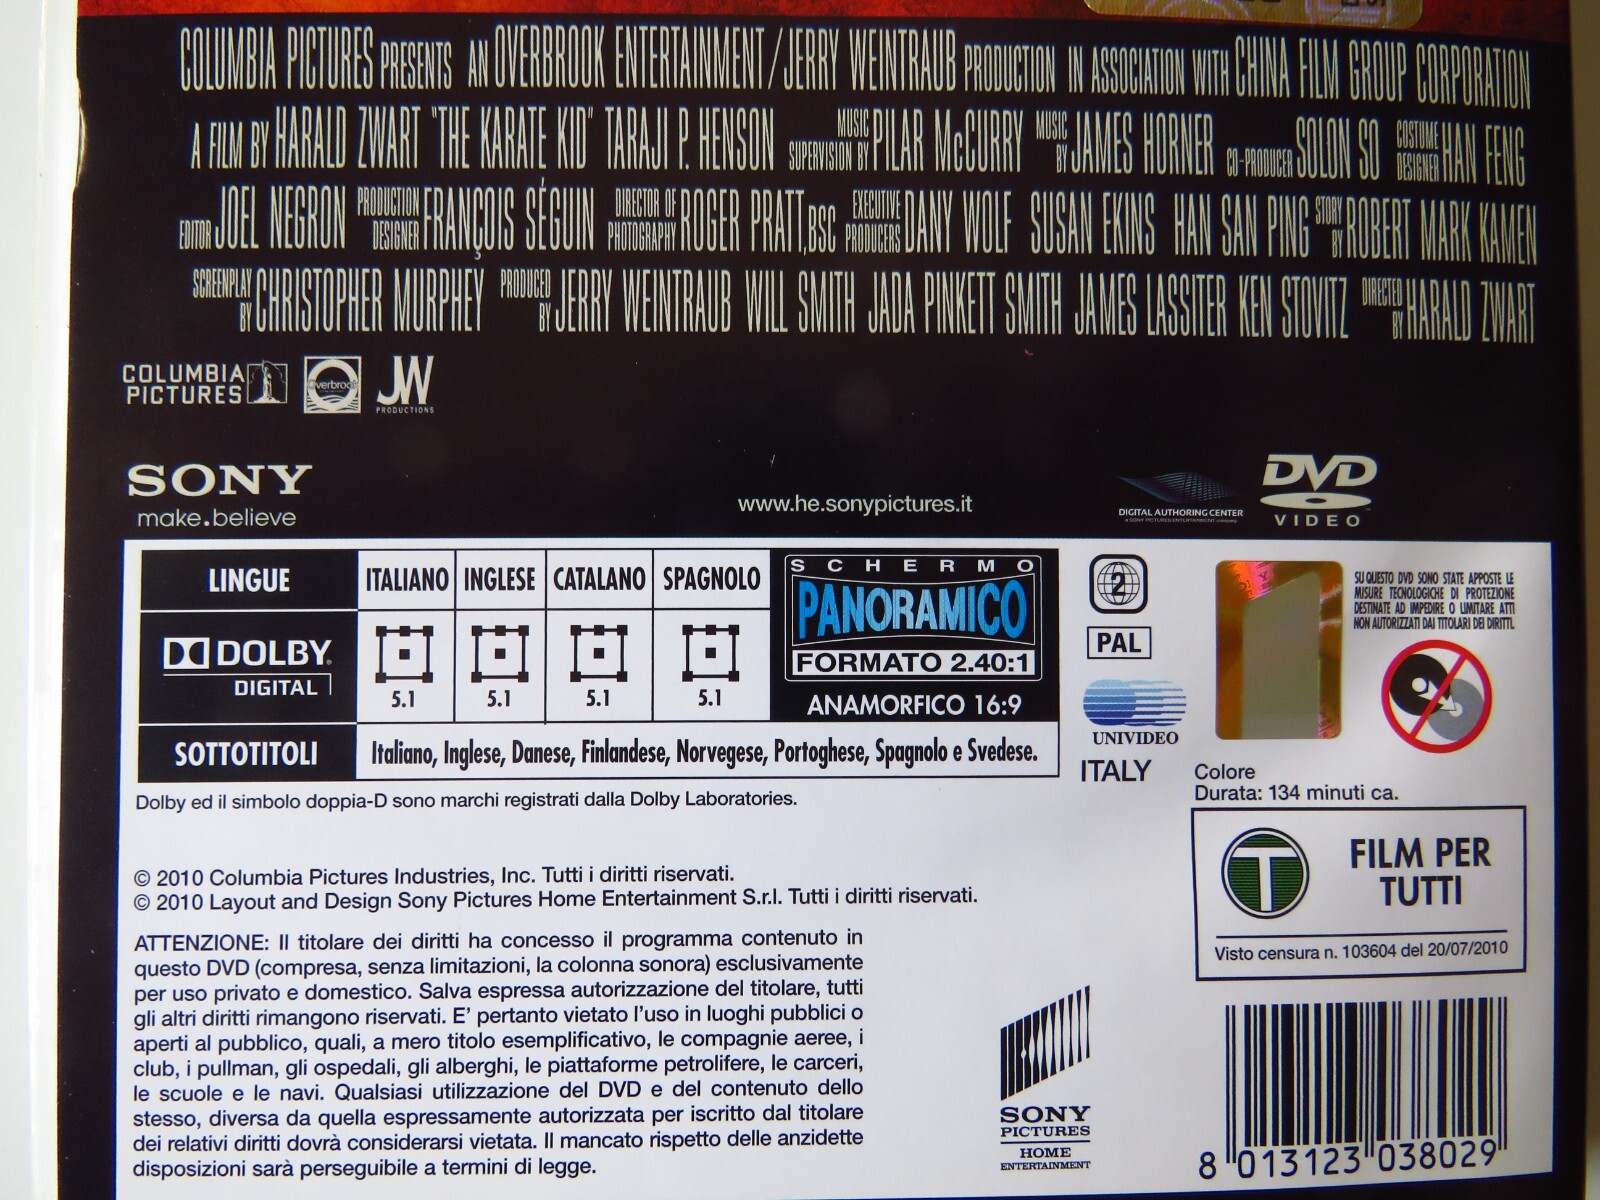 COLUMBIA PICTURES PRESENTS AN OVERBROOK ENTERTAINMENT/JERRY WEINTRAUB PRODUCTION IN ASSOCIATION WITH CHINA FILM GROUP CORPORATION
A FILM BY HARALD ZWART "THE KARATE KID" TARAJI P. HENSON MUSIC SUPERVISION BY PILAR McCURRY MUSIC BY JAMES HORNER CO-PRODUCER SOLON SO COSTUME DESIGNER HAN FENG
EDITOR JOEL NEGRON PRODUCTION DESIGNER FRANÇOIS SÉGUIN DIRECTOR OF PHOTOGRAPHY ROGER PRATT, BSC EXECUTIVE PRODUCERS DANY WOLF SUSAN EKINS HAN SAN PING STORY BY ROBERT MARK KAMEN
SCREENPLAY BY CHRISTOPHER MURPHEY PRODUCED BY JERRY WEINTRAUB WILL SMITH JADA PINKETT SMITH JAMES LASSITER KEN STOVITZ DIRECTED BY HARALD ZWART
COLUMBIA PICTURES
Overbrook
JW PRODUCTIONS
SONY
make.believe
www.he.sonypictures.it
DIGITAL AUTHORING CENTER
A SONY PICTURES ENTERTAINMENT company
DVD
VIDEO
LINGUE ITALIANO INGLESE CATALANO SPAGNOLO
DOLBY DIGITAL 5.1 5.1 5.1 5.1
SOTTOTITOLI Italiano, Inglese, Danese, Finlandese, Norvegese, Portoghese, Spagnolo e Svedese.
SCHERMO
PANORAMICO
FORMATO 2.40:1
ANAMORFICO 16:9
2
PAL
UNIVIDEO
ITALY
SU QUESTO DVD SONO STATE APPOSTE LE
MISURE TECNOLOGICHE DI PROTEZIONE
DESTINATE AD IMPEDIRE O LIMITARE ATTI
NON AUTORIZZATI DAI TITOLARI DEI DIRITTI.
Colore
Durata: 134 minuti ca.
T
FILM PER
TUTTI
Visto censura n. 103604 del 20/07/2010
Dolby ed il simbolo doppia-D sono marchi registrati dalla Dolby Laboratories.
© 2010 Columbia Pictures Industries, Inc. Tutti i diritti riservati.
© 2010 Layout and Design Sony Pictures Home Entertainment S.r.l. Tutti i diritti riservati.
ATTENZIONE: Il titolare dei diritti ha concesso il programma contenuto in
questo DVD (compresa, senza limitazioni, la colonna sonora) esclusivamente
per uso privato e domestico. Salva espressa autorizzazione del titolare, tutti
gli altri diritti rimangono riservati. E' pertanto vietato l'uso in luoghi pubblici o
aperti al pubblico, quali, a mero titolo esemplificativo, le compagnie aeree, i
club, i pullman, gli ospedali, gli alberghi, le piattaforme petrolifere, le carceri,
le scuole e le navi. Qualsiasi utilizzazione del DVD e del contenuto dello
stesso, diversa da quella espressamente autorizzata per iscritto dal titolare
dei relativi diritti dovrà considerarsi vietata. Il mancato rispetto delle anzidette
disposizioni sarà perseguibile a termini di legge.
SONY
PICTURES
HOME
ENTERTAINMENT
8 013123 038029